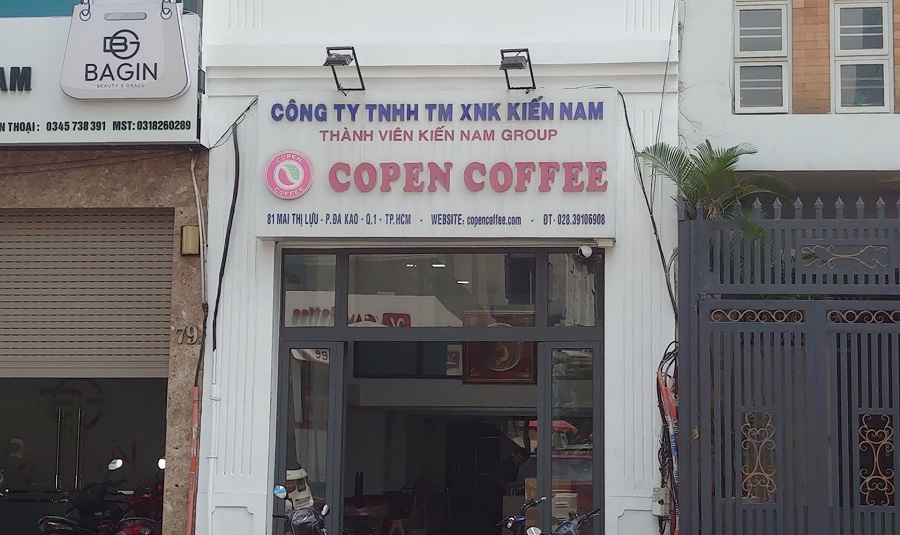 BG
BAGIN
BEAUTY & GRACE
AM
N THOẠI : 0345 738 391 MST: 0318260289
79
CÔNG TY TNHH TM XNK KIẾN NAM
THÀNH VIÊN KIẾN NAM GROUP
COPEN COFFEE
COPEN COFFEE
81 MAI THỊ LỰU - P.ĐA KAO - Q.1 - TP.HCM - WEBSITE: copencoffee.com - ĐT- 028.39106908